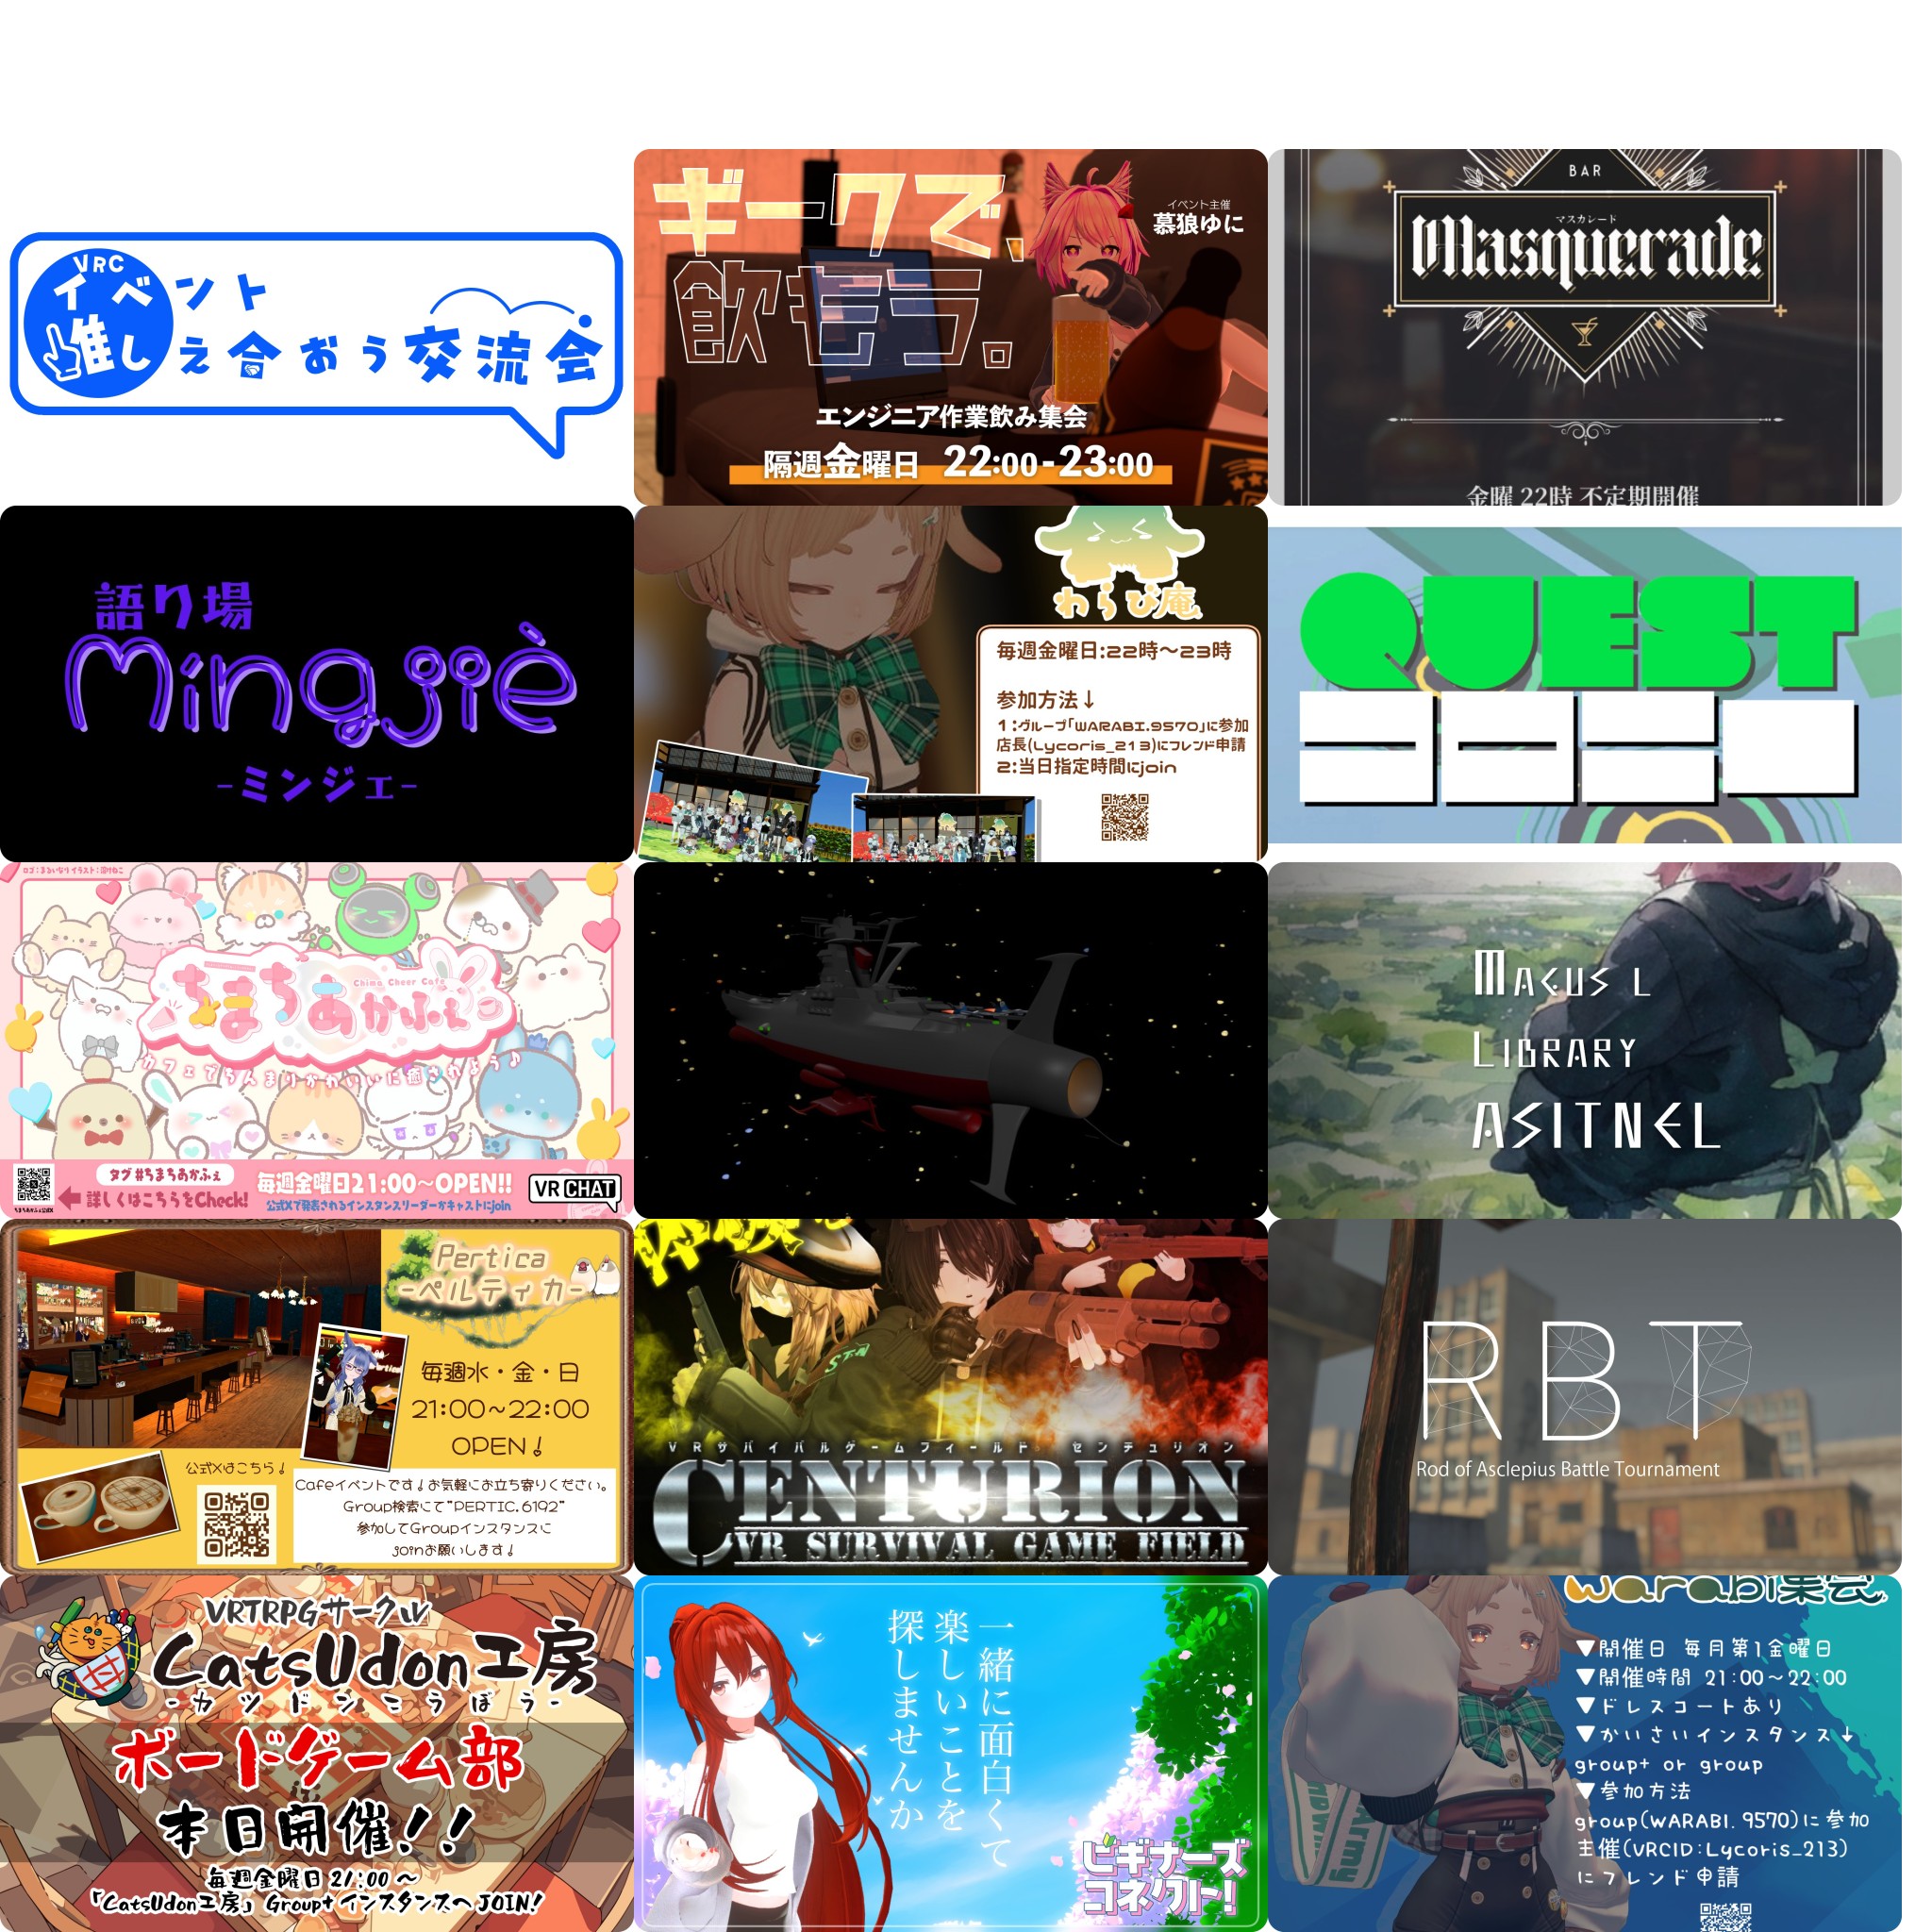 VRC
イベント
推し え合おう交流会
ギークで、
飲もう。
イベント主催
慕狼ゆに
エンジニア作業飲み集会
隔週金曜日 22:00-23:00
BAR
マスカレード
Masquerade
金曜 22時 不定期開催
語り場
Mingjiè
-ミンジェ-
わらび庵
毎週金曜日:22時～23時
参加方法↓
1:グループ「WARABI.9570」に参加
店長(Lycoris_213)にフレンド申請
2:当日指定時間にjoin
QUEST
ちまちあかふぇ
Chima Cheer Cafe
カフェでちんまりかわいいに癒されよう♪
タグ #ちまちあかふぇ
詳しくはこちらをCheck!
毎週金曜日21:00～OPEN!!
公式Xで発表されるインスタンスリーダーかキャストにjoin
VRCHAT
MAGUS L
LIBRARY
ASITNEL
Pertica
-ペルティカ-
毎週水・金・日
21:00～22:00
OPEN!
公式Xはこちら!
Cafeイベントです!お気軽にお立ち寄りください。
Group検索にて"PERTIC.6192"
参加してGroupインスタンスに
joinお願いします!
VRサバイバルゲームフィールド センチュリオン
CENTURION
VR SURVIVAL GAME FIELD
RBT
Rod of Asclepius Battle Tournament
VRTRPGサークル
CatsUdon工房
-カツドンこうぼう-
ボードゲーム部
本日開催!!
毎週金曜日 21:00～
「CatsUdon工房」Group+インスタンスへJOIN!
一緒に面白くて
楽しいことを
探しませんか
ビギナーズ
コネクト!
warabi集会
▼開催日 毎月第1金曜日
▼開催時間 21:00～22:00
▼ドレスコートあり
▼かいさいインスタンス↓
group+ or group
▼参加方法
group(WARABI.9570)に参加
主催(VRCID:Lycoris_213)
にフレンド申請